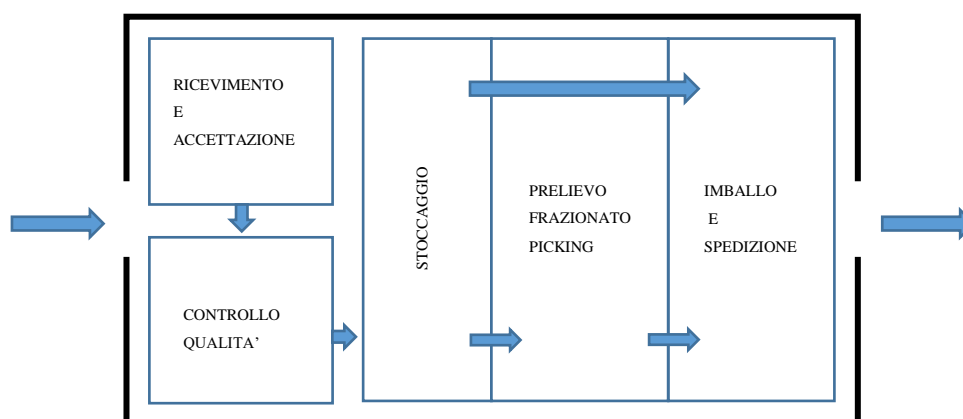 RICEVIMENTO
E
ACCETTAZIONE
CONTROLLO
QUALITA’
STOCCAGGIO
PRELIEVO
FRAZIONATO
PICKING
IMBALLO
E
SPEDIZIONE